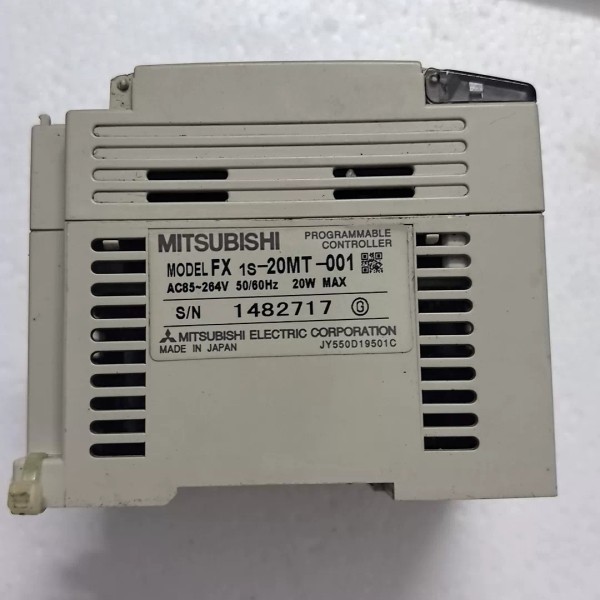 MITSUBISHI PROGRAMMABLE CONTROLLER
MODEL FX 1S-20MT-001
AC85~264V 50/60Hz 20W MAX
S/N 1482717 G
MITSUBISHI ELECTRIC CORPORATION
MADE IN JAPAN JY550D19501C